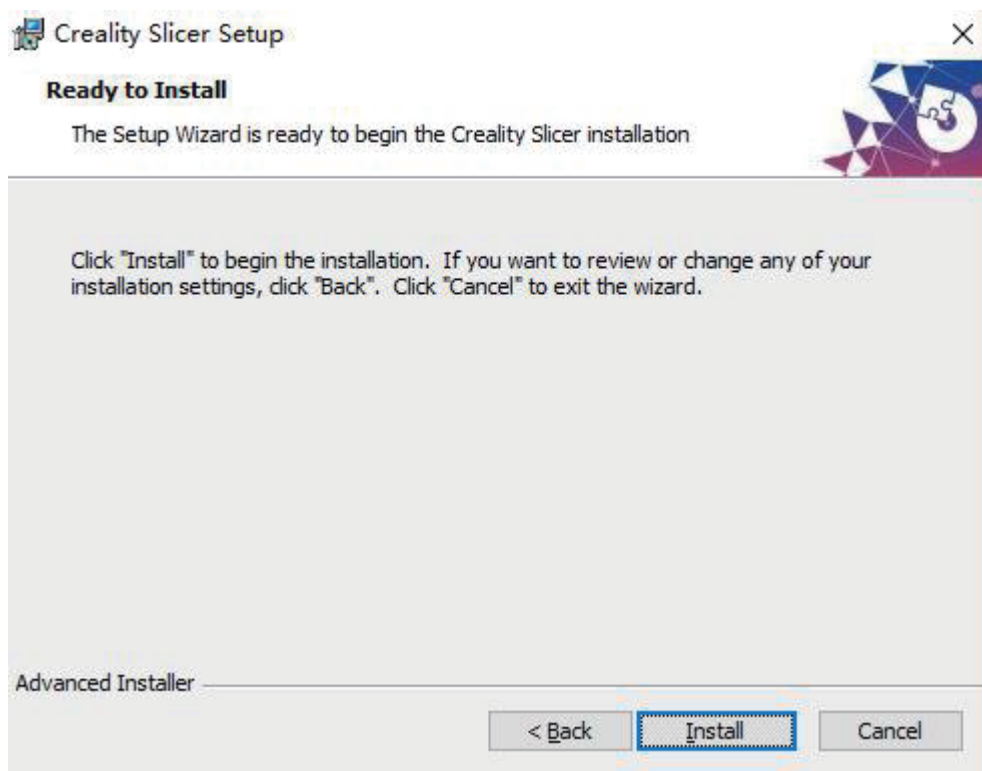 Creality Slicer Setup
Ready to Install
The Setup Wizard is ready to begin the Creality Slicer installation
Click "Install" to begin the installation.  If you want to review or change any of your
installation settings, click "Back".  Click "Cancel" to exit the wizard.
Advanced Installer
< Back
Install
Cancel